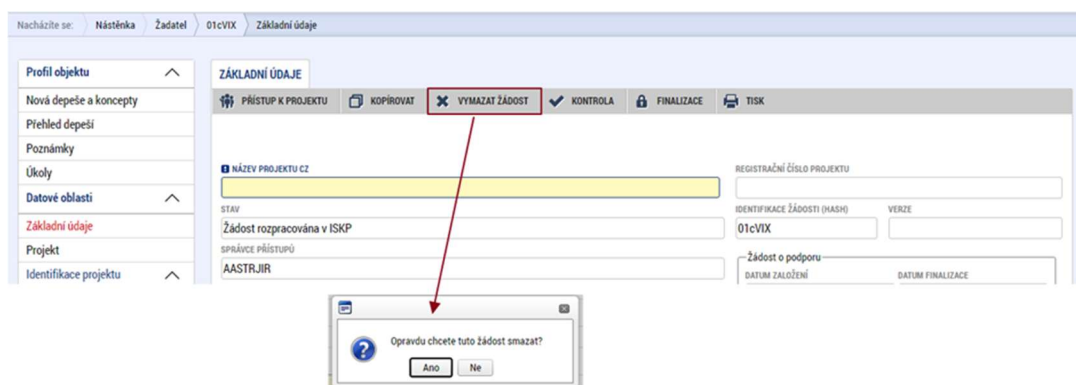 Nacházíte se: Nástěnka Žadatel 01cVIX Základní údaje
Profil objektu
Nová depeše a koncepty
Přehled depeší
Poznámky
Úkoly
Datové oblasti
Základní údaje
Projekt
Identifikace projektu
ZÁKLADNÍ ÚDAJE
PŘÍSTUP K PROJEKTU KOPÍROVAT VYMAZAT ŽÁDOST KONTROLA FINALIZACE TISK
NÁZEV PROJEKTU CZ
REGISTRAČNÍ ČÍSLO PROJEKTU
STAV
Žádost rozpracována v ISKP
IDENTIFIKACE ŽÁDOSTI (HASH) VERZE
01cVIX
SPRÁVCE PŘÍSTUPŮ
AASTRJIR
Žádost o podporu
DATUM ZALOŽENÍ DATUM FINALIZACE
Opravdu chcete tuto žádost smazat?
Ano Ne